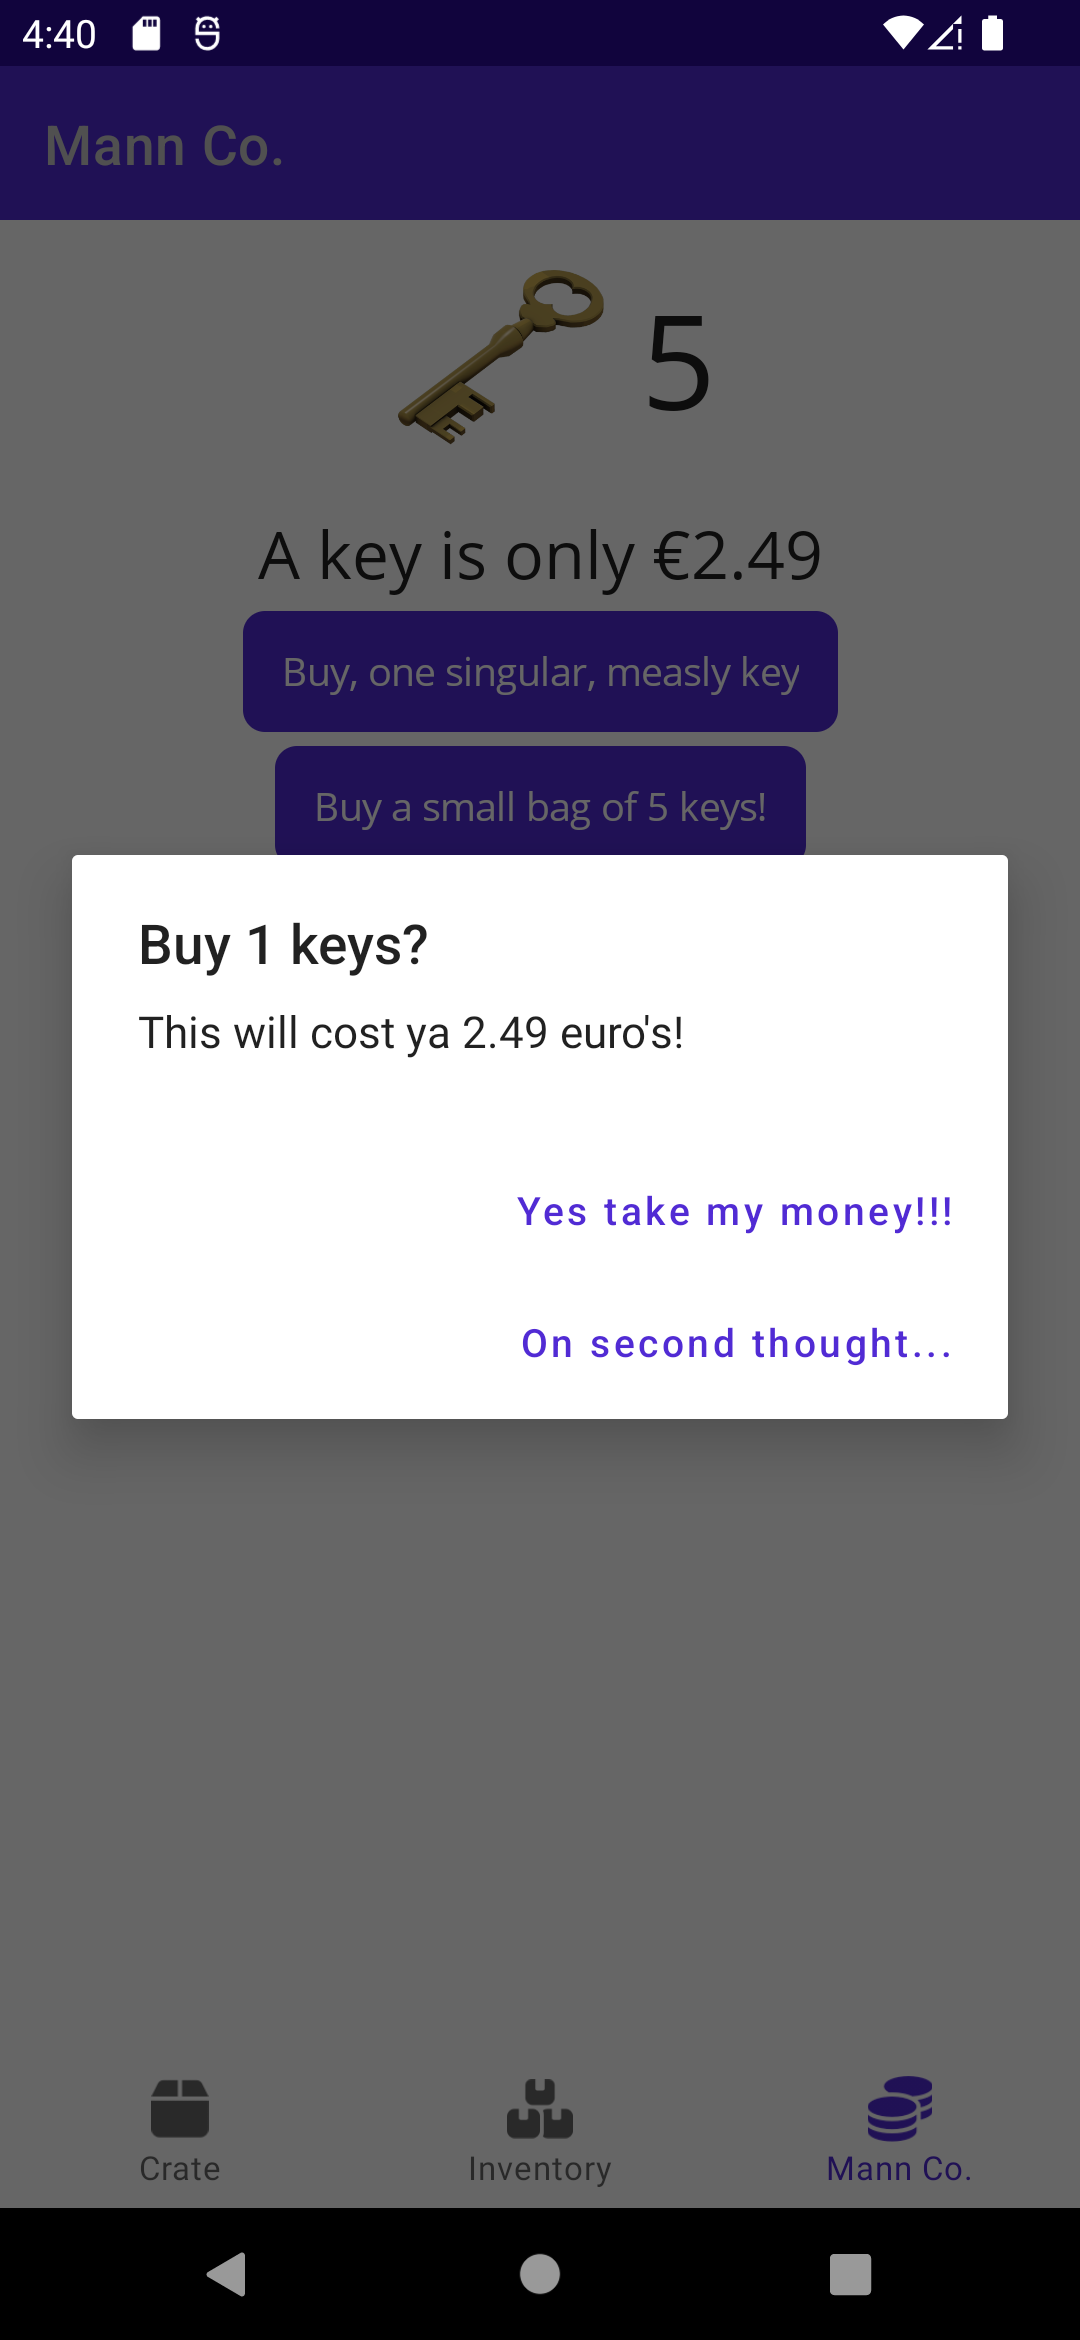 4:40
Mann Co.
5
A key is only €2.49
Buy, one singular, measly key
Buy a small bag of 5 keys!
Buy 1 keys?
This will cost ya 2.49 euro's!
Yes take my money!!!
On second thought...
Crate
Inventory
Mann Co.